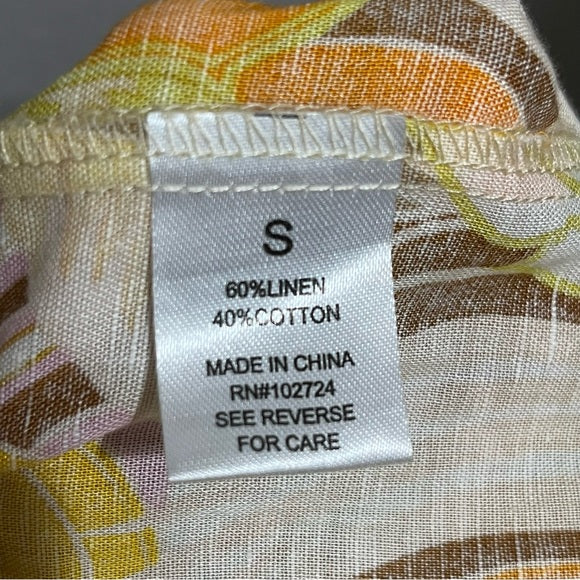 S
60%LINEN
40%COTTON
MADE IN CHINA
RN#102724
SEE REVERSE
FOR CARE